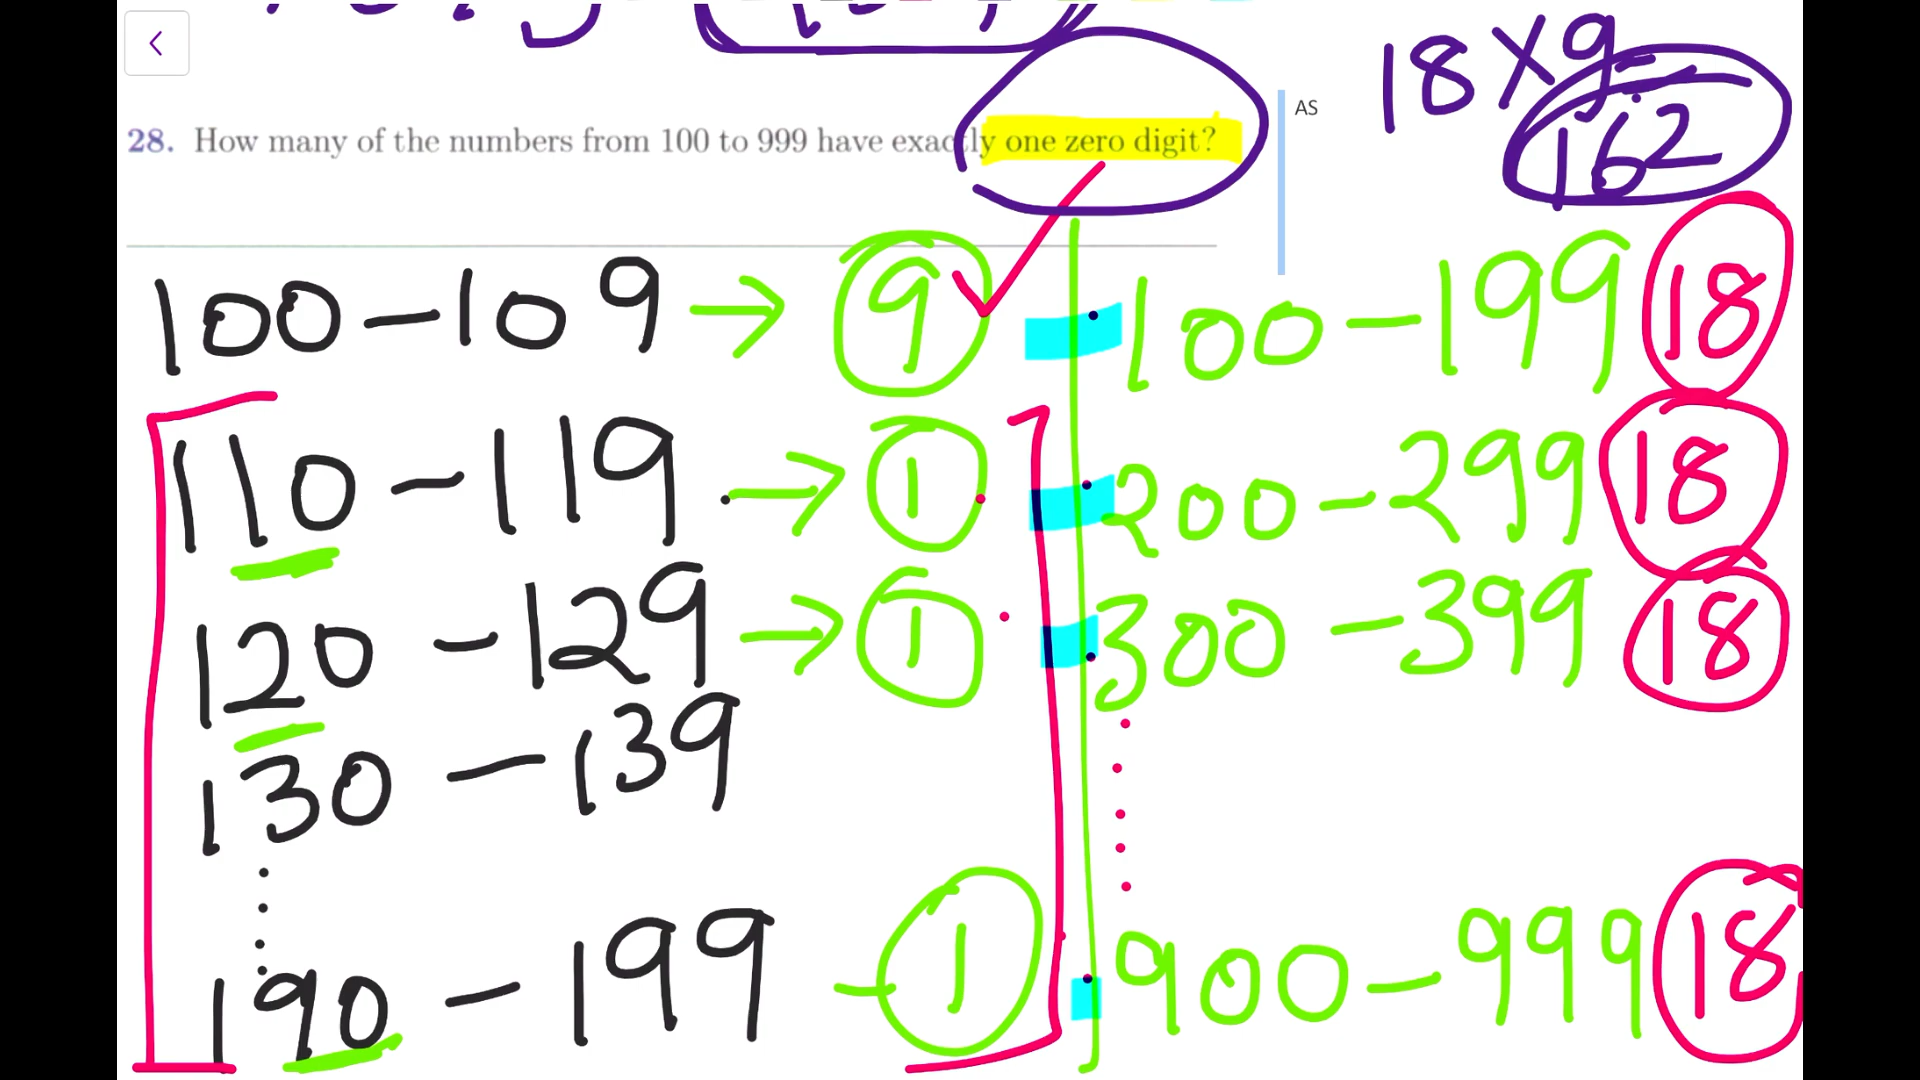 18 x 9 =
162
28. How many of the numbers from 100 to 999 have exactly one zero digit?
AS
100 - 109 → 9
110 - 119 → 1
120 - 129 → 1
130 - 139
190 - 199 - 1
100 - 199 18
200 - 299 18
300 - 399 18
900 - 999 18